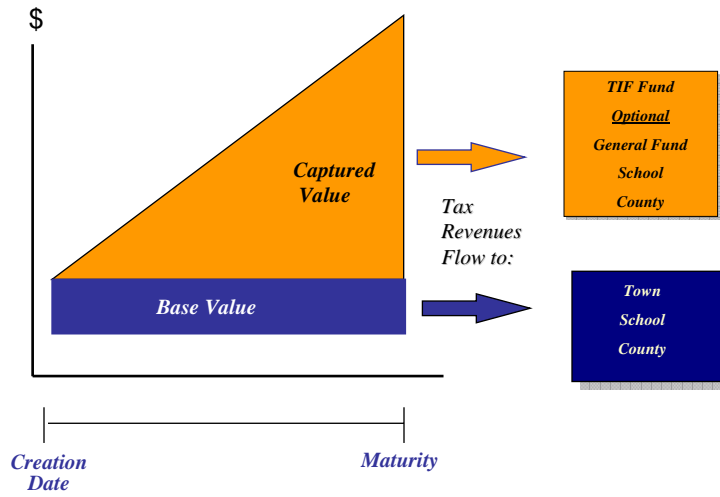 $
Captured
Value
Base Value
Tax
Revenues
Flow to:
TIF Fund
Optional
General Fund
School
County
Town
School
County
Creation
Date
Maturity